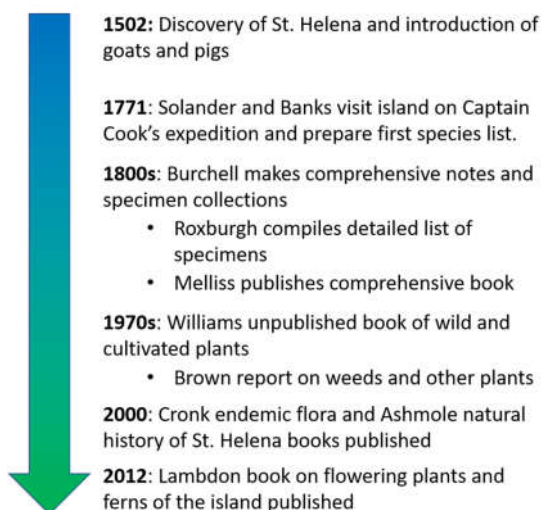 1502: Discovery of St. Helena and introduction of
goats and pigs
1771: Solander and Banks visit island on Captain
Cook's expedition and prepare first species list.
1800s: Burchell makes comprehensive notes and
specimen collections
• Roxburgh compiles detailed list of
specimens
• Melliss publishes comprehensive book
1970s: Williams unpublished book of wild and
cultivated plants
• Brown report on weeds and other plants
2000: Cronk endemic flora and Ashmole natural
history of St. Helena books published
2012: Lambdon book on flowering plants and
ferns of the island published